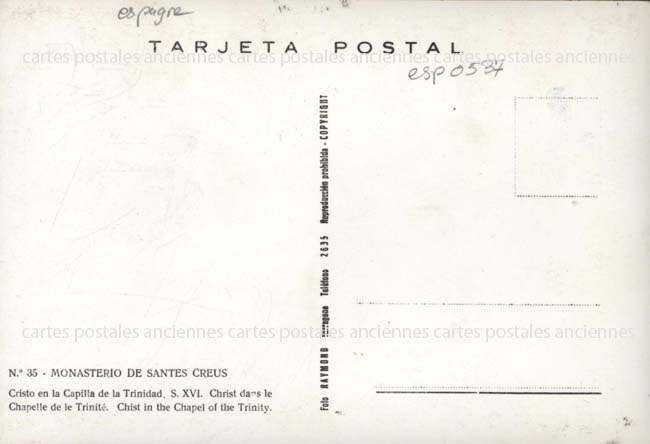 espagne
TARJETA POSTAL
cartes postales anciennes cartes postales anciennes cartes postales anciennes
esp 0537
Foto RAYMOND Tarragona Teléfono 2635 Reproducción prohibida - COPYRIGHT
cartes postales anciennes cartes postales anciennes cartes postales anciennes
N.º 35 - MONASTERIO DE SANTES CREUS
Cristo en la Capilla de la Trinidad. S. XVI. Christ dans le
Chapelle de le Trinité. Chist in the Chapel of the Trinity.